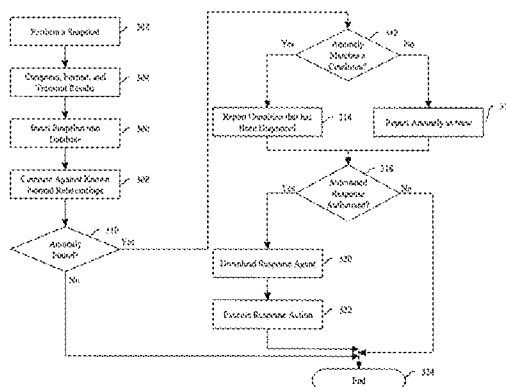 Perform a Snapshot
302
Compress, Format, and
Transmit Results
304
Insert Snapshot into
Database
306
Compare Against Known
Normal Relationships
308
Anomaly
Found?
310
Yes
No
Anomaly
Matches a
Condition?
312
Yes
No
Report Condition that has
Been Diagnosed
314
Report Anomaly as New
Automated
Response
Authorized?
318
Yes
No
Download Response Agent
320
Execute Response Action
322
End
324